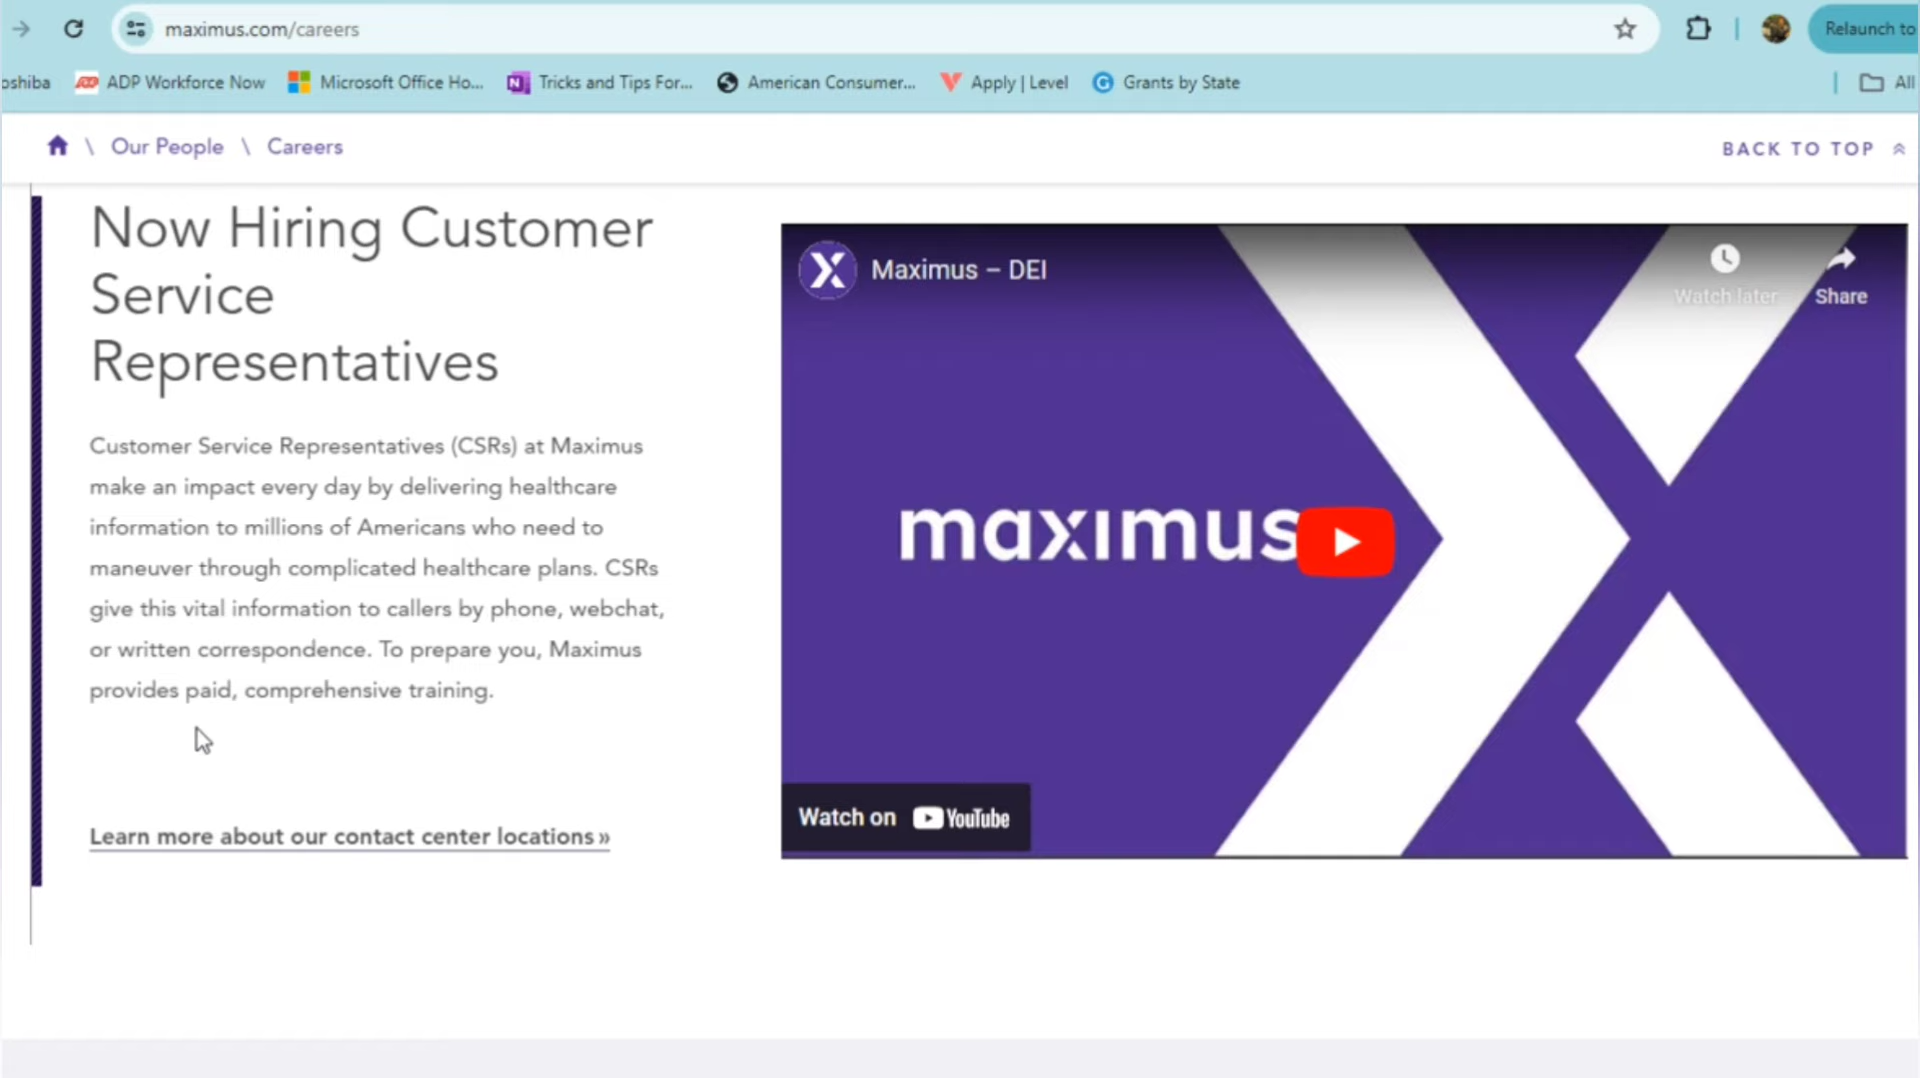 maximus.com/careers
Relaunch to
oshiba
ADP Workforce Now
Microsoft Office Ho...
Tricks and Tips For...
American Consumer...
Apply | Level
Grants by State
All
\ Our People \ Careers
BACK TO TOP
Now Hiring Customer
Service
Representatives
Customer Service Representatives (CSRs) at Maximus
make an impact every day by delivering healthcare
information to millions of Americans who need to
maneuver through complicated healthcare plans. CSRs
give this vital information to callers by phone, webchat,
or written correspondence. To prepare you, Maximus
provides paid, comprehensive training.
Learn more about our contact center locations »
Maximus – DEI
Watch later
Share
maximus
Watch on YouTube